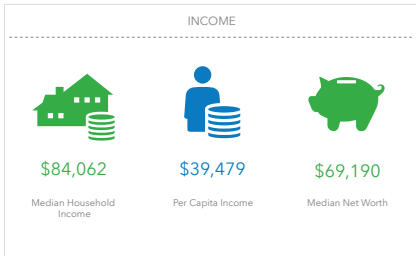 INCOME
$84,062
$39,479
$69,190
Median Household
Income
Per Capita Income
Median Net Worth